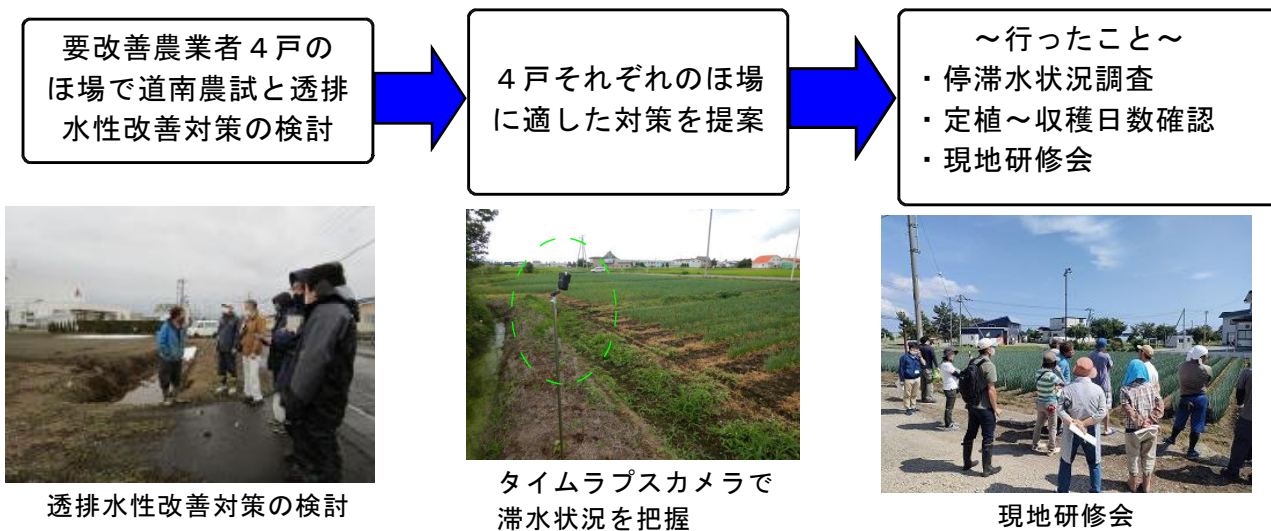 要改善農業者４戸の
ほ場で道南農試と透排
水性改善対策の検討
４戸それぞれのほ場
に適した対策を提案
～行ったこと～
・停滞水状況調査
・定植～収穫日数確認
・現地研修会
透排水性改善対策の検討
タイムラプスカメラで
滞水状況を把握
現地研修会